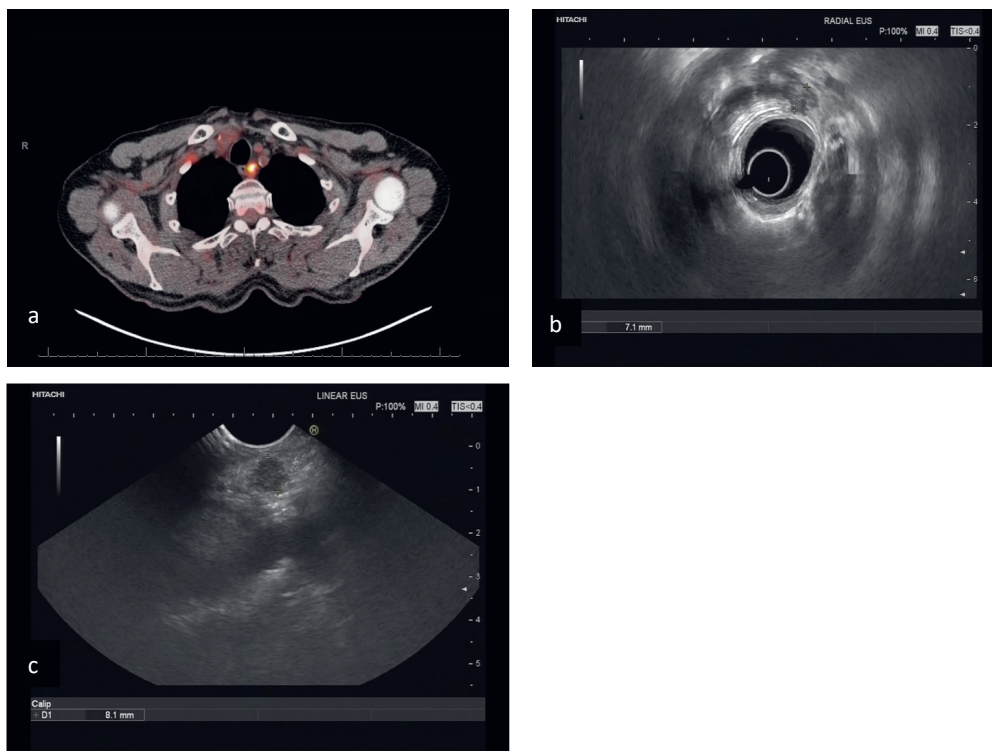 R
a
HITACHI
RADIAL EUS
P:100% MI 0.4 TIS<0.4
0
2
4
6
7.1 mm
b
HITACHI
LINEAR EUS
P:100% MI 0.4 TIS<0.4
H
0
1
2
3
4
5
c
Calip
+ D1 8.1 mm